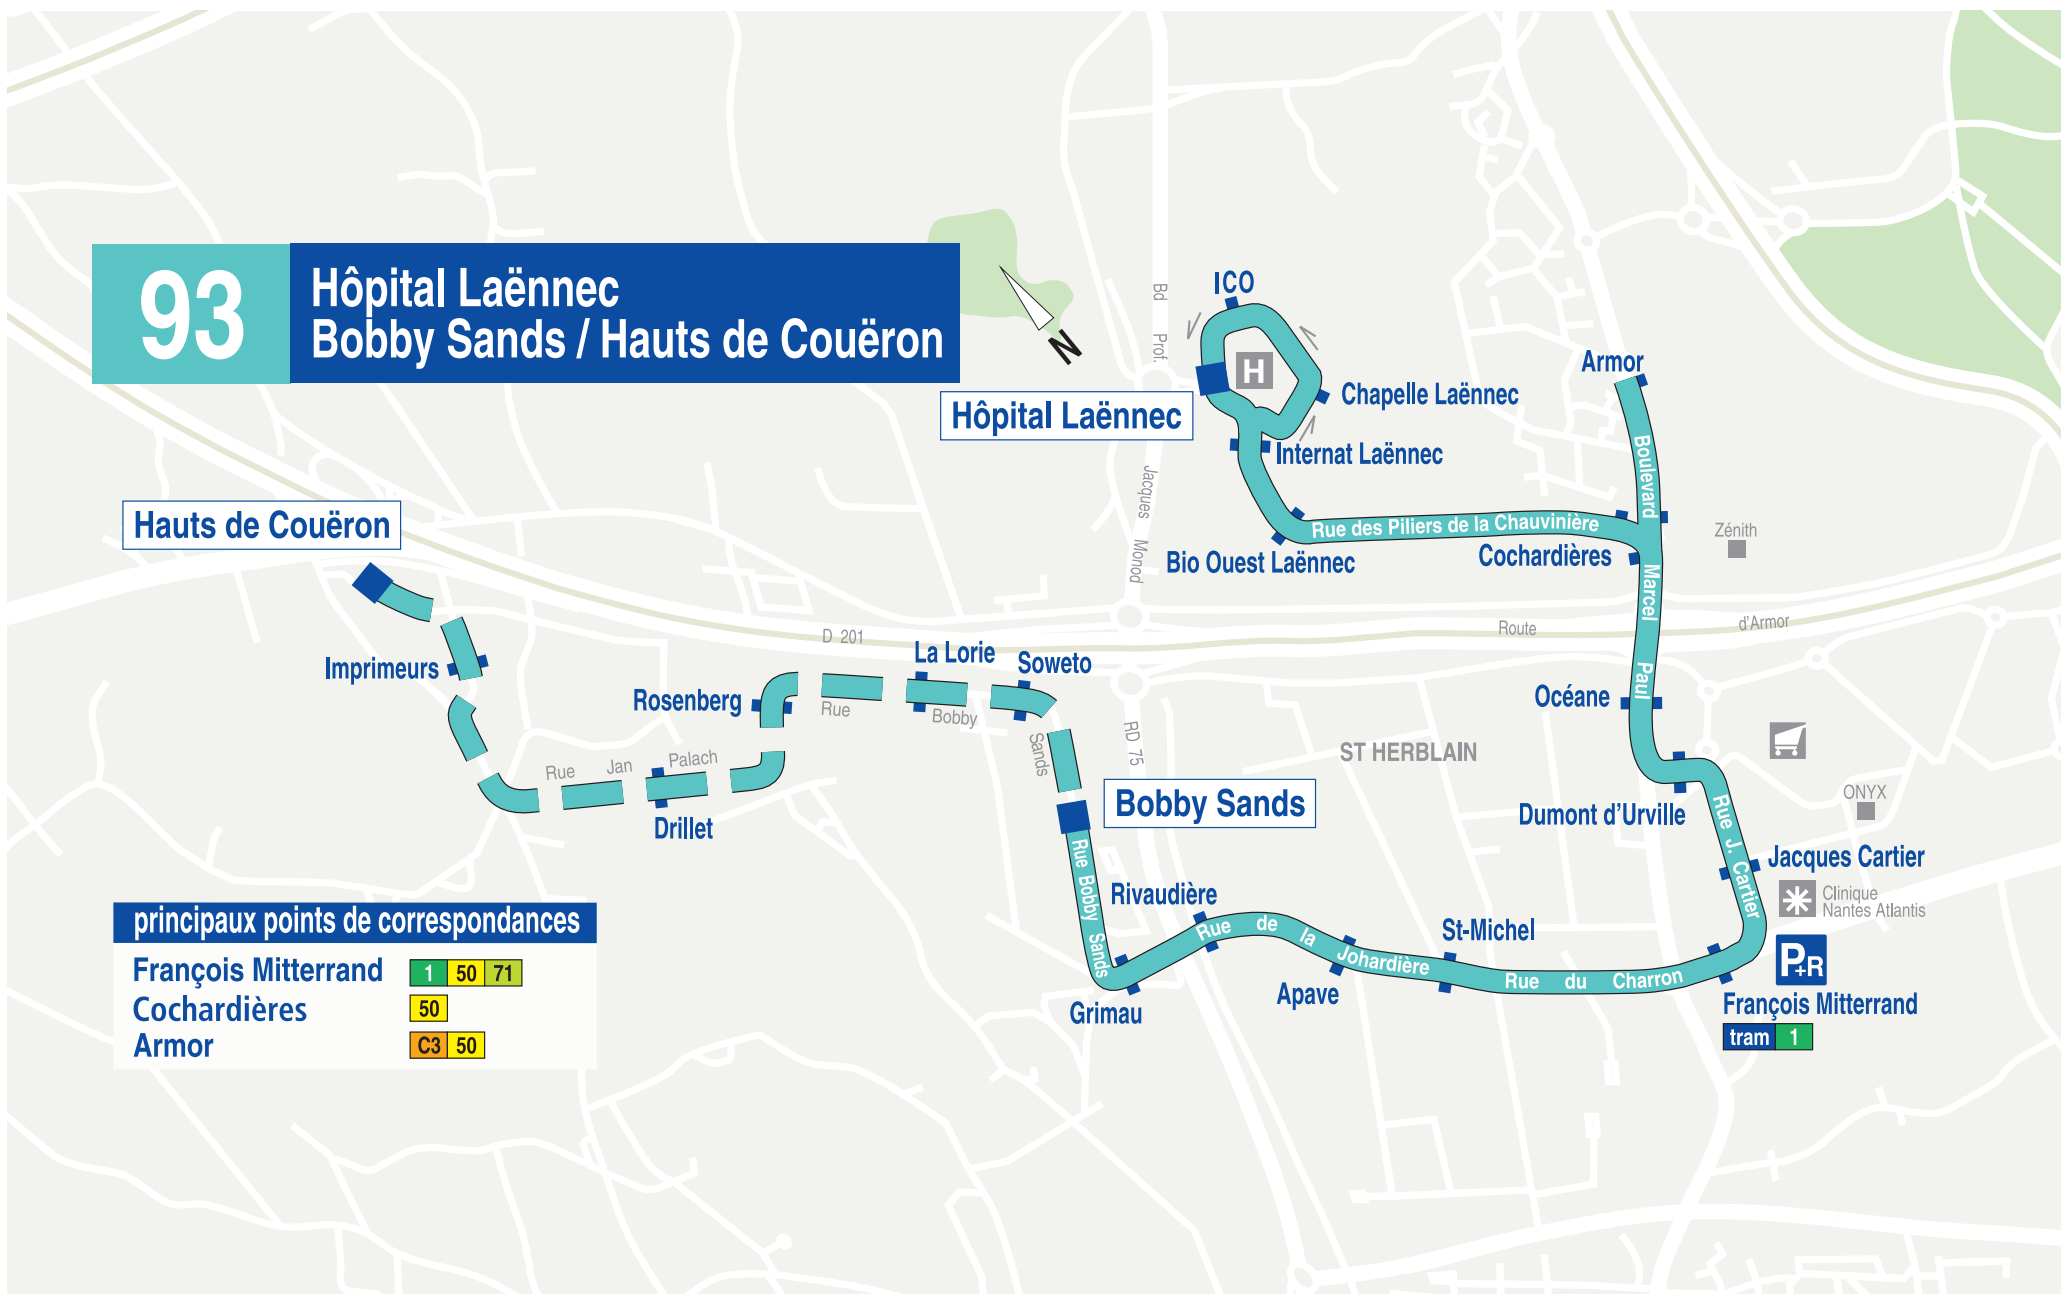 93
Hôpital Laënnec
Bobby Sands / Hauts de Couëron
N
Bd Prof. Jacques Monod
ICO
H
Hôpital Laënnec
Chapelle Laënnec
Internat Laënnec
Armor
Boulevard Marcel Paul
Rue des Piliers de la Chauvinière
Bio Ouest Laënnec
Cochardières
Zénith
Hauts de Couëron
Imprimeurs
D 201
Route d'Armor
La Lorie
Soweto
Rosenberg
Rue Bobby Sands
Rue Jan Palach
Drillet
RD 75
ST HERBLAIN
Océane
Dumont d'Urville
ONYX
Bobby Sands
Rue Bobby Sands
Rue J. Cartier
Jacques Cartier
Clinique
Nantes Atlantis
Rivaudière
Rue de la Johardière
St-Michel
Apave
Grimau
Rue du Charron
P+R
François Mitterrand
tram 1
principaux points de correspondances
François Mitterrand 1 50 71
Cochardières 50
Armor C3 50